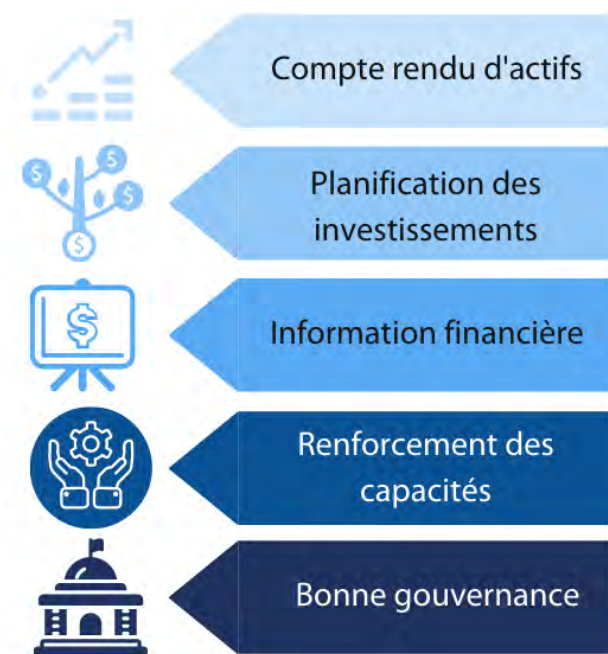 Compte rendu d'actifs
Planification des
investissements
Information financière
Renforcement des
capacités
Bonne gouvernance